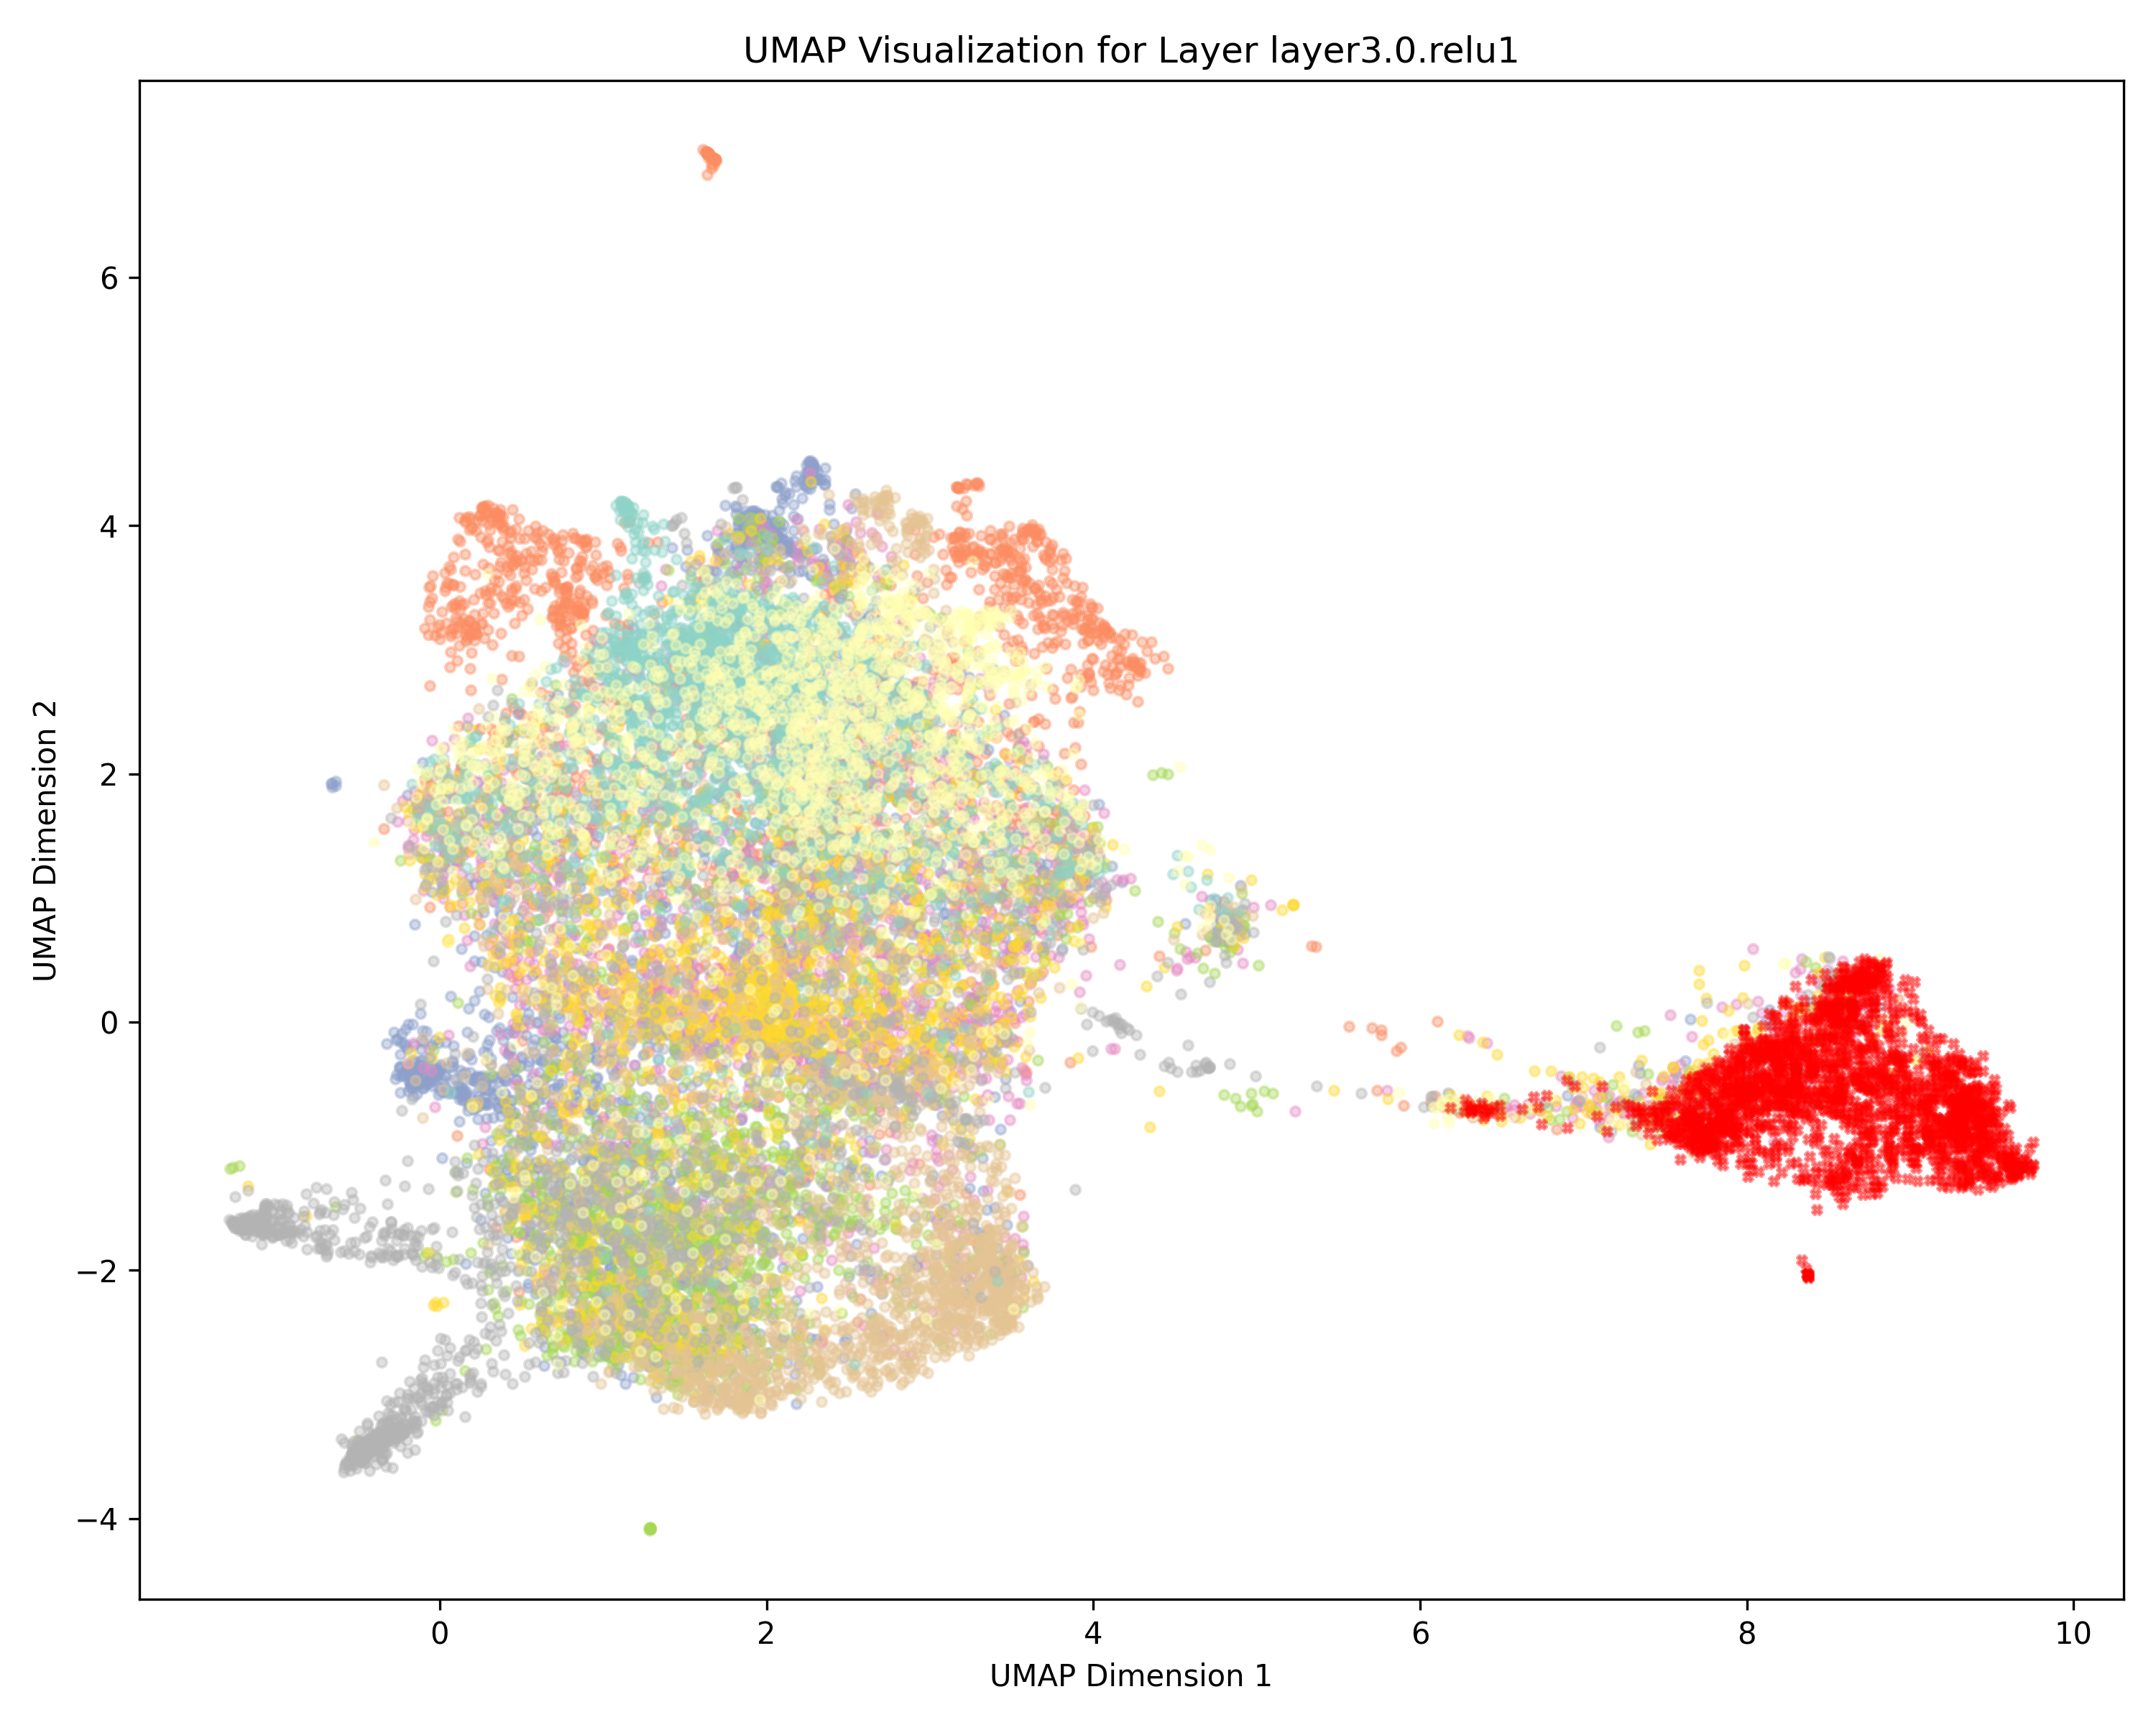 UMAP Visualization for Layer layer3.0.relu1
UMAP Dimension 2
6
4
2
0
−2
−4
0 2 4 6 8 10
UMAP Dimension 1